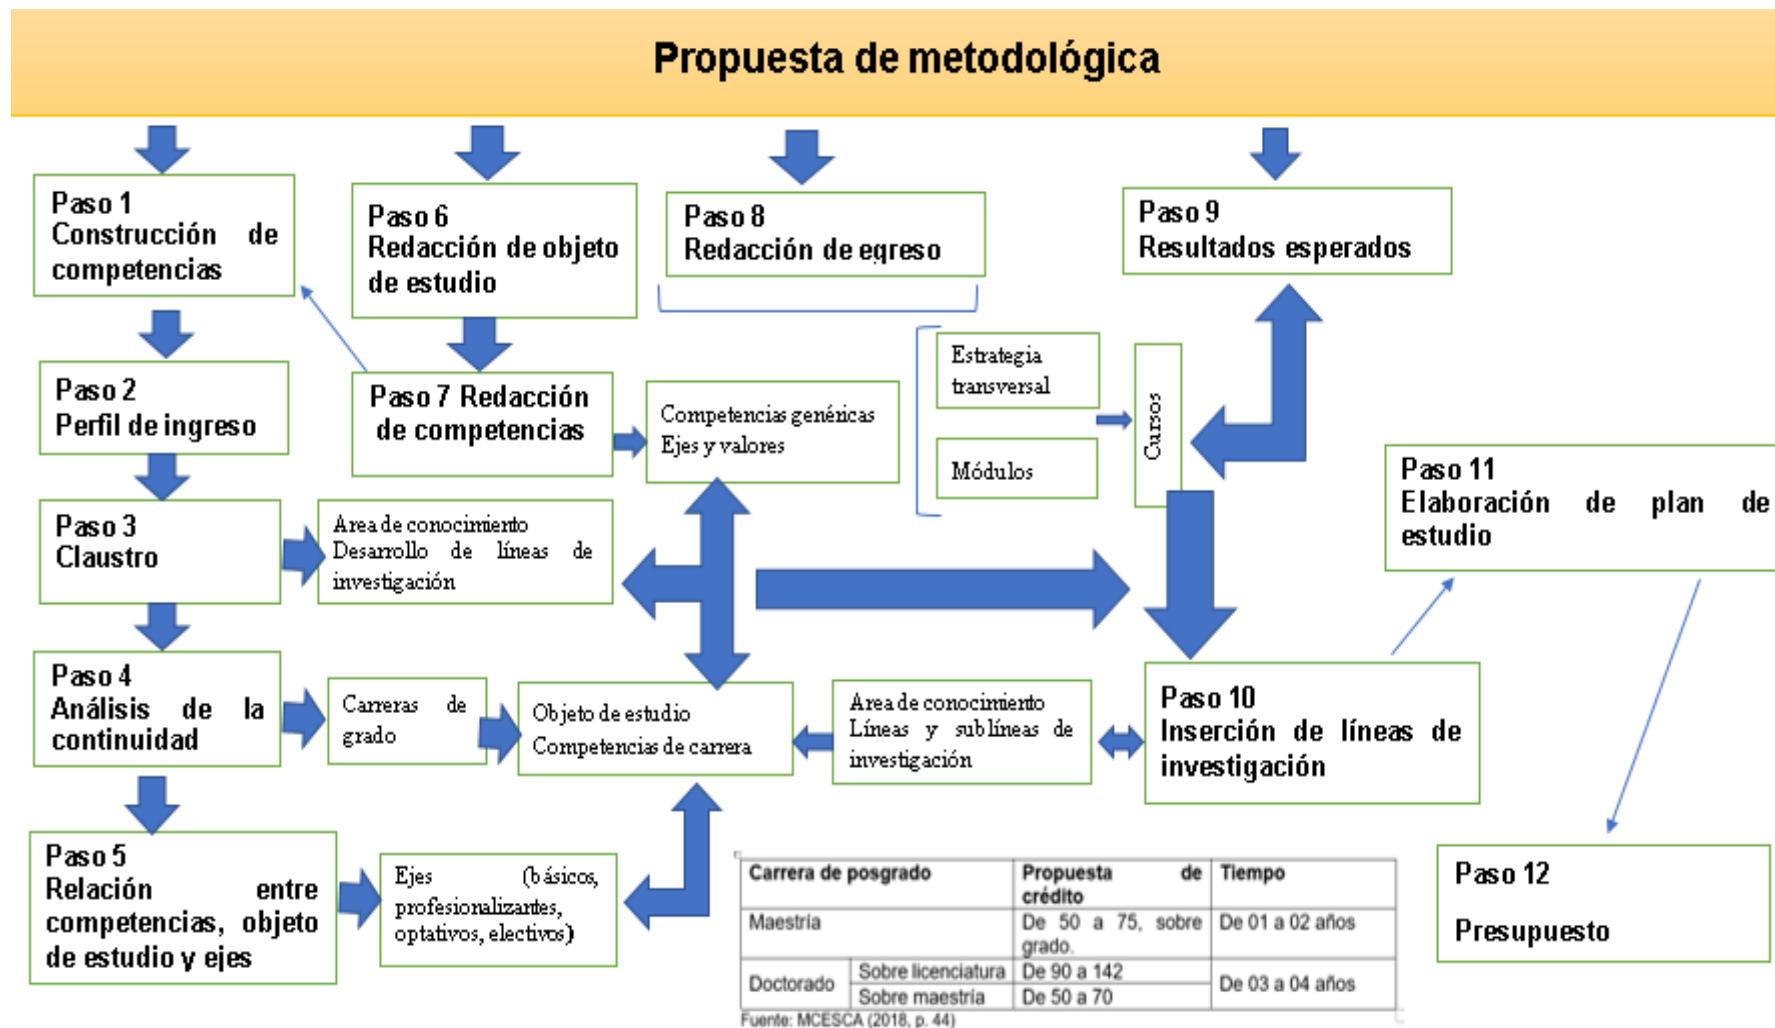 Propuesta de metodológica
Paso 1
Construcción de
competencias
Paso 2
Perfil de ingreso
Paso 3
Claustro
Area de conocimiento
Desarrollo de líneas de
investigación
Paso 4
Análisis de la
continuidad
Carreras de
grado
Objeto de estudio
Competencias de carrera
Paso 5
Relación entre
competencias, objeto
de estudio y ejes
Ejes (básicos,
profesionalizantes,
optativos, electivos)
Paso 6
Redacción de objeto
de estudio
Paso 7 Redacción
de competencias
Competencias genéricas
Ejes y valores
Paso 8
Redacción de egreso
Estrategia
transversal
Módulos
Cursos
Paso 9
Resultados esperados
Area de conocimiento
Líneas y sublíneas de
investigación
Paso 10
Inserción de líneas de
investigación
Paso 11
Elaboración de plan de
estudio
Paso 12
Presupuesto
Carrera de posgrado Propuesta de Tiempo
crédito
Maestría De 50 a 75, sobre De 01 a 02 años
grado.
Doctorado Sobre licenciatura De 90 a 142 De 03 a 04 años
Sobre maestría De 50 a 70
Fuente: MCESCA (2018, p. 44)